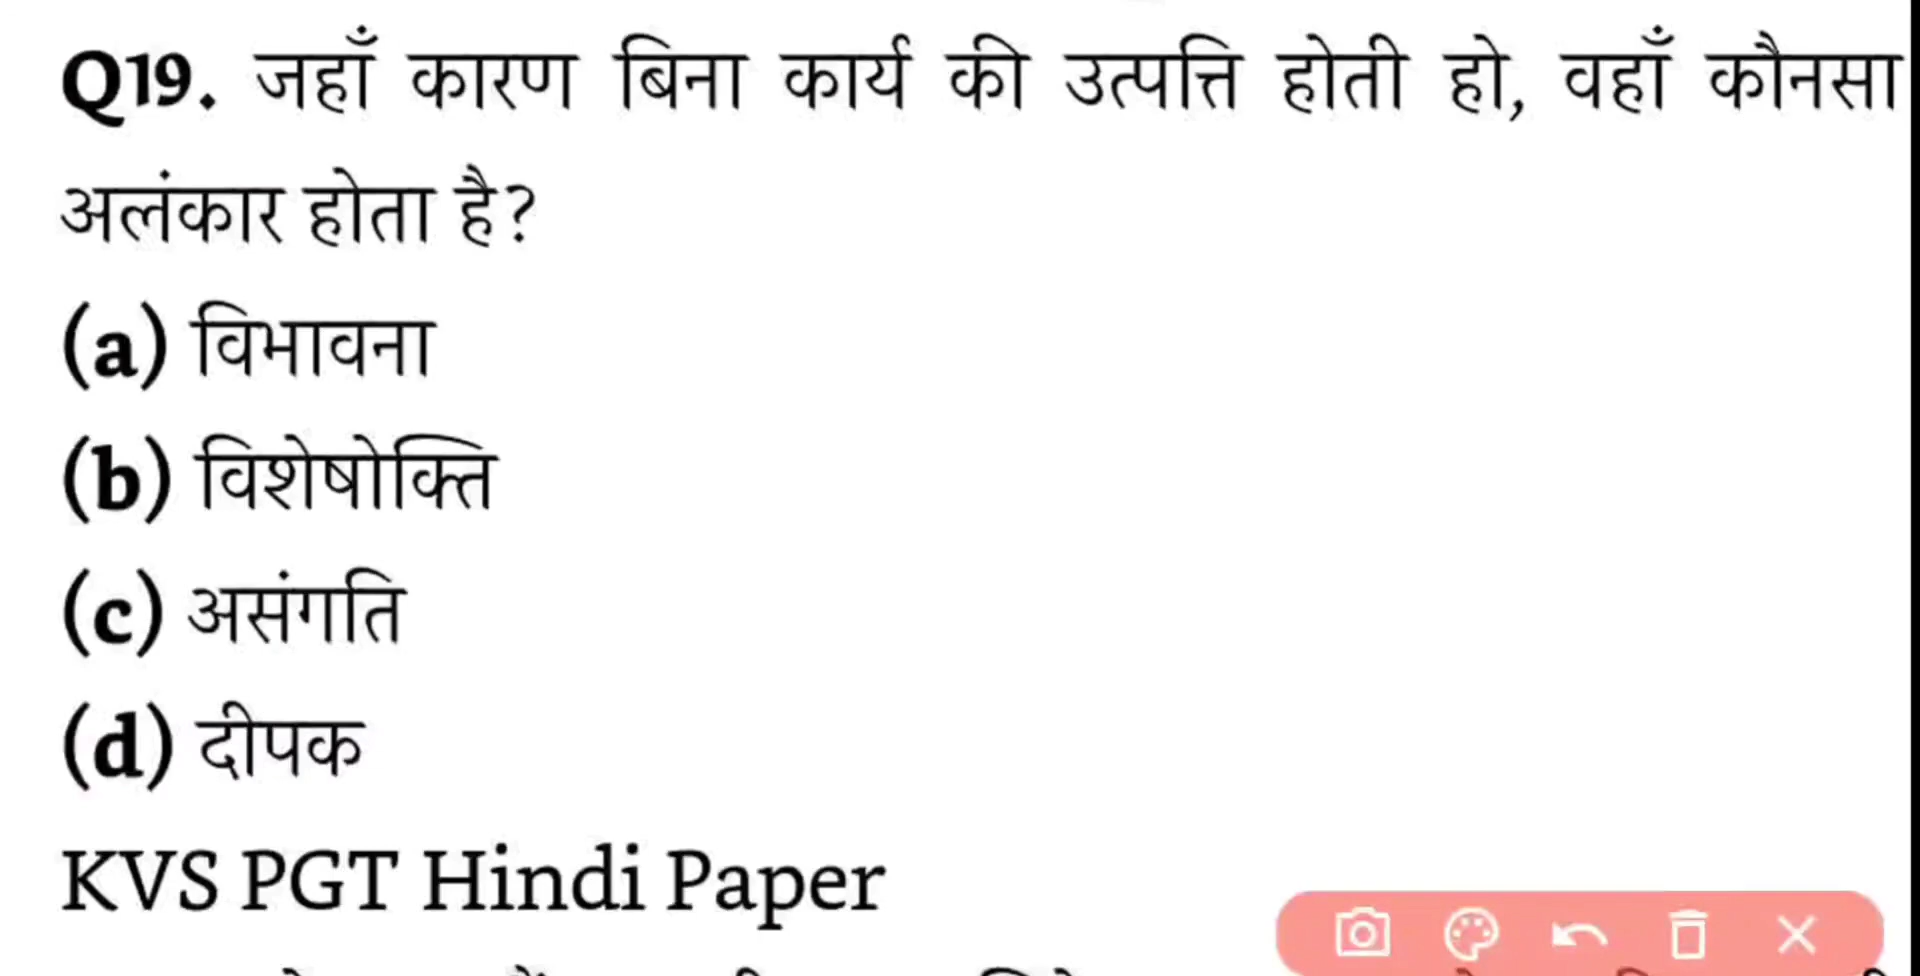 Q19. जहाँ कारण बिना कार्य की उत्पत्ति होती हो, वहाँ कौनसा
अलंकार होता है?
(a) विभावना
(b) विशेषोक्ति
(c) असंगति
(d) दीपक
KVS PGT Hindi Paper